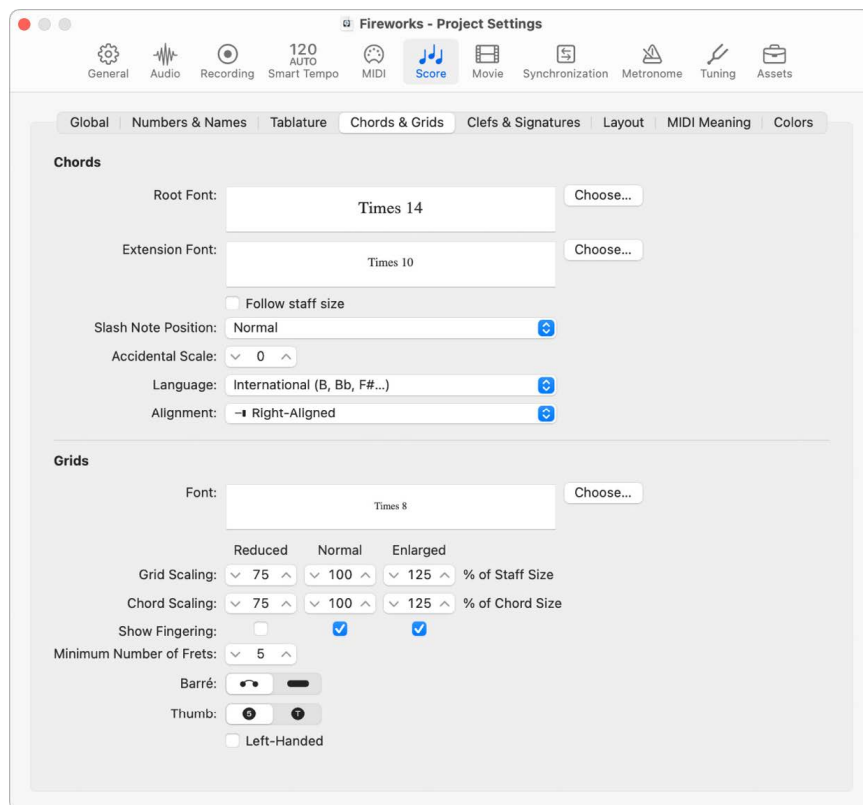 Fireworks - Project Settings
120
AUTO
General Audio Recording Smart Tempo MIDI Score Movie Synchronization Metronome Tuning Assets
Global Numbers & Names Tablature Chords & Grids Clefs & Signatures Layout MIDI Meaning Colors
Chords
Root Font: Times 14 Choose...
Extension Font: Times 10 Choose...
Follow staff size
Slash Note Position: Normal
Accidental Scale: 0
Language: International (B, Bb, F#...)
Alignment: Right-Aligned
Grids
Font: Times 8 Choose...
Reduced Normal Enlarged
Grid Scaling: 75 100 125 % of Staff Size
Chord Scaling: 75 100 125 % of Chord Size
Show Fingering:
Minimum Number of Frets: 5
Barré:
Thumb: 5 T
Left-Handed